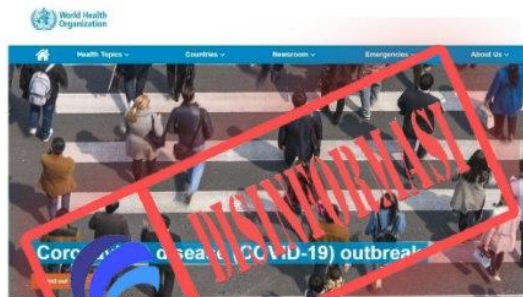 World Health
Organization
Health Topics
Countries
Newsroom
Emergencies
About Us
DISINFORMASI
disease (COVID-19) outbreak